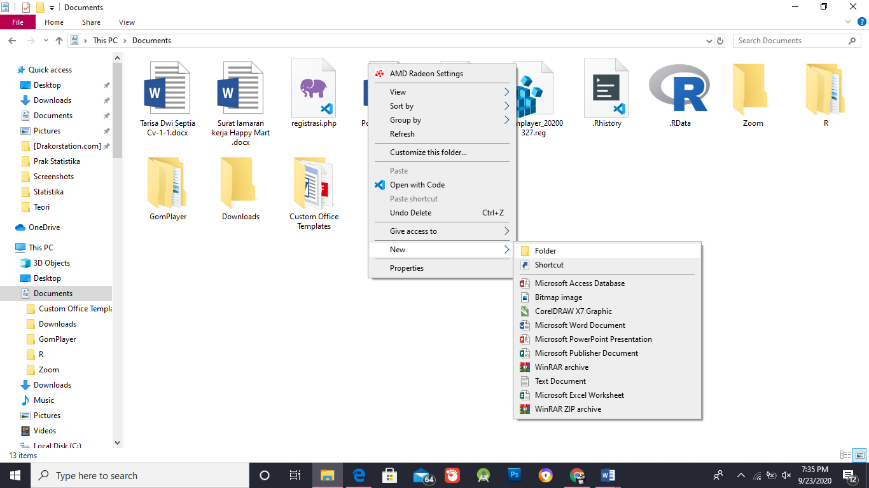 Documents
File
Home
Share
View
This PC
Documents
Search Documents
Quick access
Desktop
Downloads
Documents
Pictures
[Drakorstation.com]
Prak Statistika
Screenshots
Statistika
Teori
OneDrive
This PC
3D Objects
Desktop
Documents
Custom Office Templa
Downloads
GomPlayer
R
Zoom
Downloads
Music
Pictures
Videos
Local Disk (C:)
Tarisa Dwi Septia
Cv-1-1.docx
Surat lamaran
kerja Happy Mart
.docx
registrasi.php
Po
nplayer_20200
327.reg
.Rhistory
.RData
Zoom
R
GomPlayer
Downloads
Custom Office
Templates
AMD Radeon Settings
View
Sort by
Group by
Refresh
Customize this folder...
Paste
Open with Code
Paste shortcut
Undo Delete Ctrl+Z
Give access to
New
Properties
Folder
Shortcut
Microsoft Access Database
Bitmap image
CorelDRAW X7 Graphic
Microsoft Word Document
Microsoft PowerPoint Presentation
Microsoft Publisher Document
WinRAR archive
Text Document
Microsoft Excel Worksheet
WinRAR ZIP archive
13 items
Type here to search
64
Ps
7:35 PM
9/23/2020
12